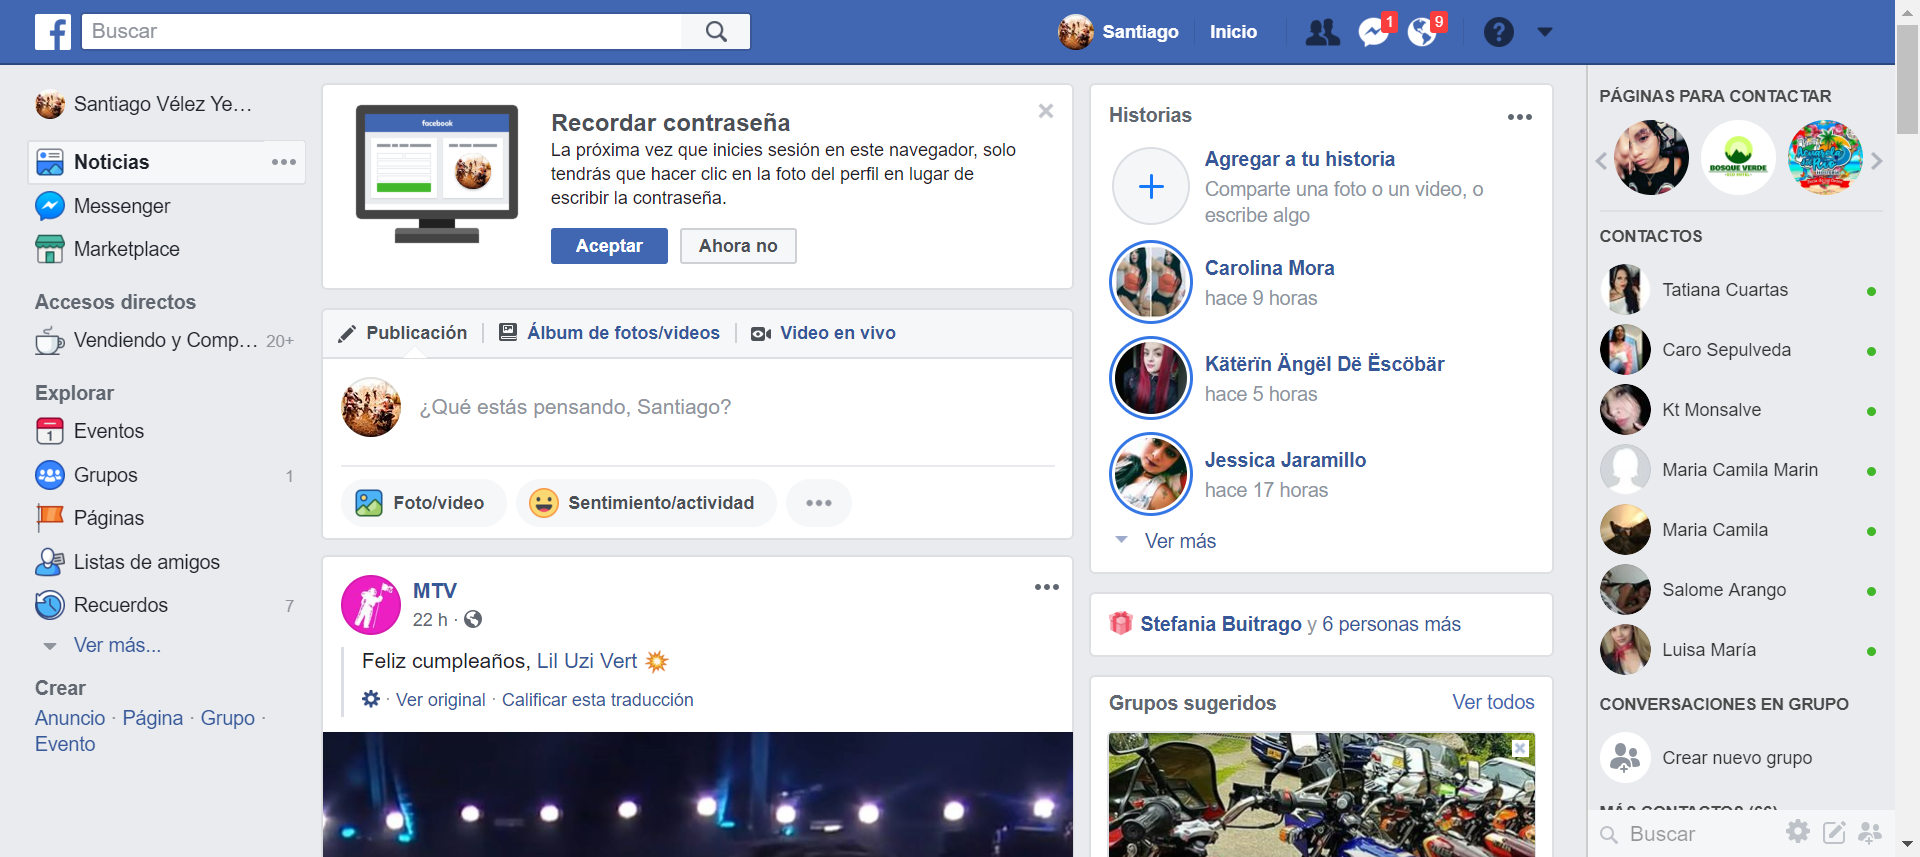 Buscar
Santiago
Inicio
1
9
Santiago Vélez Ye...
Noticias
Messenger
Marketplace
Accesos directos
Vendiendo y Comp... 20+
Explorar
1
Eventos
Grupos 1
Páginas
Listas de amigos
Recuerdos 7
Ver más...
Crear
Anuncio · Página · Grupo ·
Evento
facebook
Recordar contraseña
La próxima vez que inicies sesión en este navegador, solo
tendrás que hacer clic en la foto del perfil en lugar de
escribir la contraseña.
Aceptar
Ahora no
Publicación
Álbum de fotos/videos
Video en vivo
¿Qué estás pensando, Santiago?
Foto/video
Sentimiento/actividad
MTV
22 h ·
Feliz cumpleaños, Lil Uzi Vert
· Ver original · Calificar esta traducción
Historias
Agregar a tu historia
Comparte una foto o un video, o
escribe algo
Carolina Mora
hace 9 horas
Kätërïn Ängël Dë Ëscöbär
hace 5 horas
Jessica Jaramillo
hace 17 horas
Ver más
Stefania Buitrago y 6 personas más
Grupos sugeridos
Ver todos
PÁGINAS PARA CONTACTAR
BOSQUE VERDE
CONTACTOS
Tatiana Cuartas
Caro Sepulveda
Kt Monsalve
Maria Camila Marin
Maria Camila
Salome Arango
Luisa María
CONVERSACIONES EN GRUPO
Crear nuevo grupo
MÁS CONTACTOS (66)
Buscar